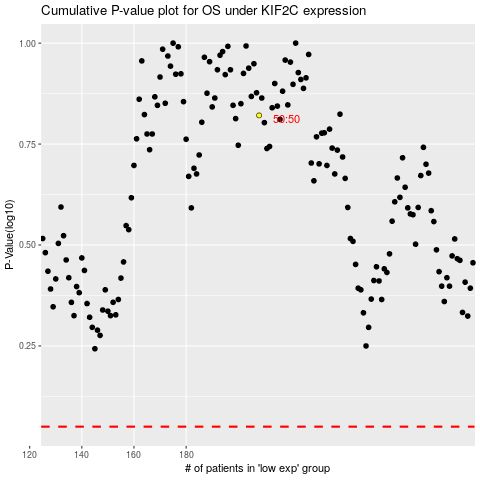 Cumulative P-value plot for OS under KIF2C expression
P-Value(log10)
1.00
0.75
0.50
0.25
50:50
120 140 160 180
# of patients in 'low exp' group